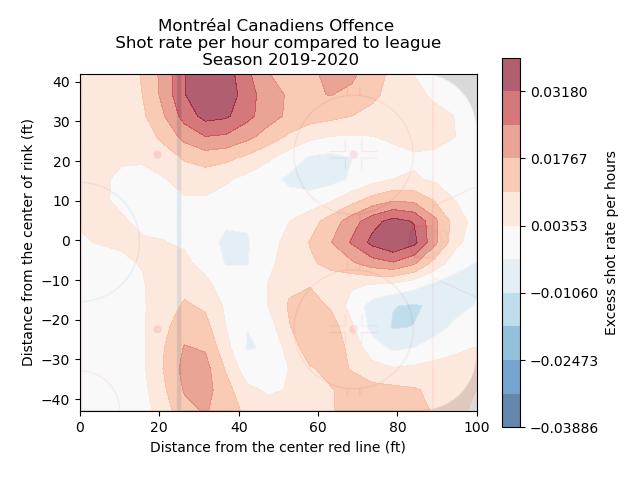 Montréal Canadiens Offence
Shot rate per hour compared to league
Season 2019-2020
Distance from the center of rink (ft)
40
30
20
10
0
−10
−20
−30
−40
0 20 40 60 80 100
Distance from the center red line (ft)
0.03180
0.01767
0.00353
−0.01060
−0.02473
−0.03886
Excess shot rate per hours